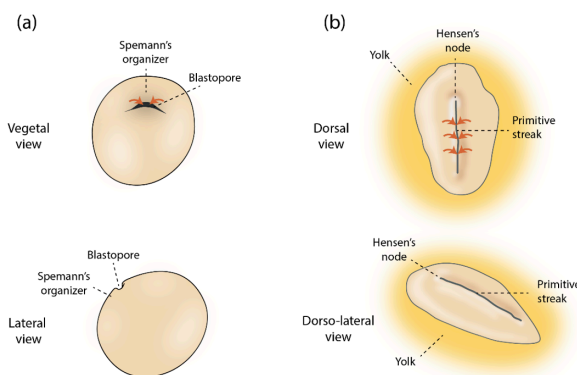 (a)
Spemann's
organizer
Blastopore
Vegetal
view
Blastopore
Spemann's
organizer
Lateral
view
(b)
Hensen's
node
Yolk
Dorsal
view
Primitive
streak
Hensen's
node
Primitive
streak
Dorso-lateral
view
Yolk